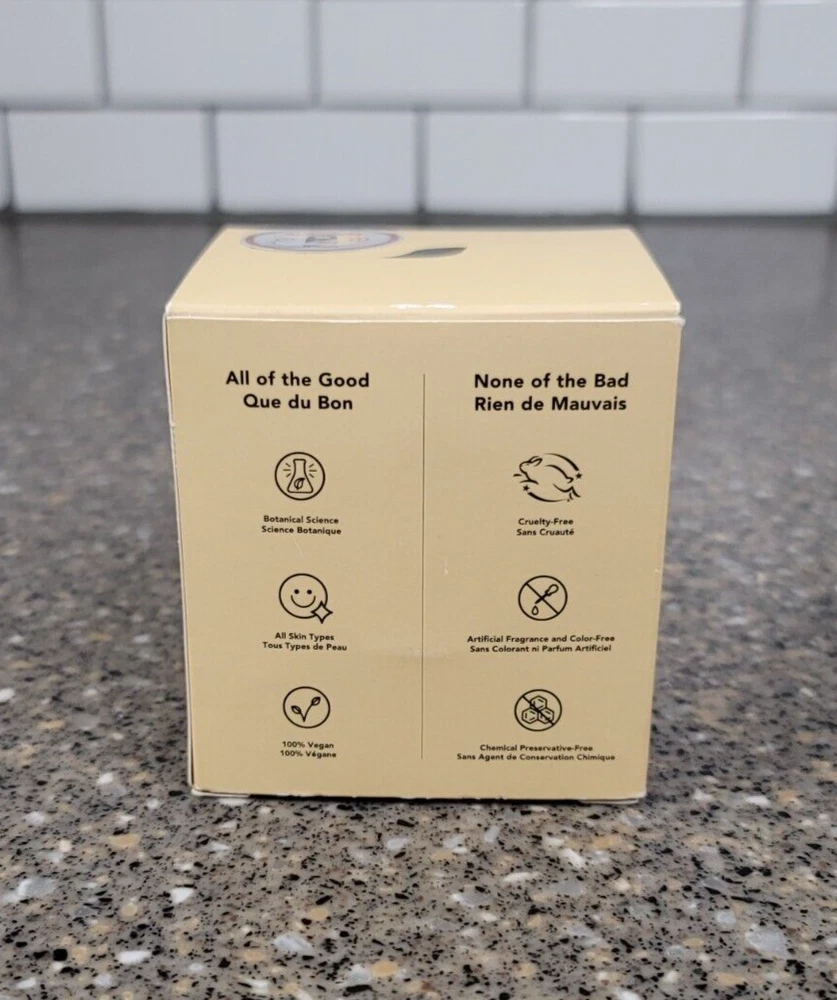 All of the Good
Que du Bon
Botanical Science
Science Botanique
All Skin Types
Tous Types de Peau
100% Vegan
100% Végane
None of the Bad
Rien de Mauvais
Cruelty-Free
Sans Cruauté
Artificial Fragrance and Color-Free
Sans Colorant ni Parfum Artificiel
Chemical Preservative-Free
Sans Agent de Conservation Chimique